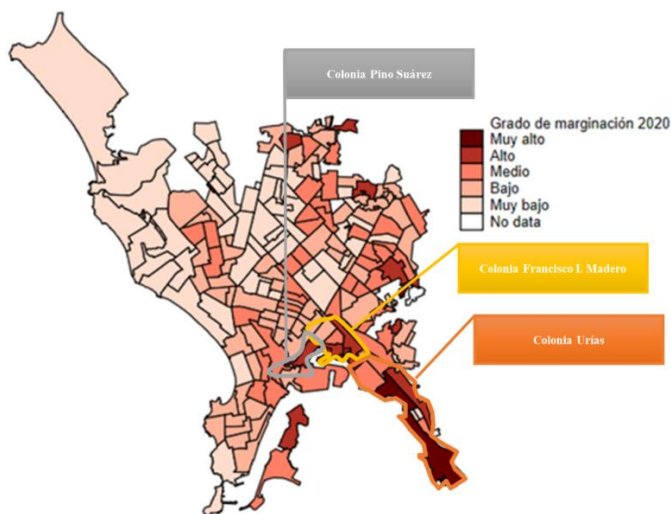 Colonia Pino Suárez
Grado de marginación 2020
Muy alto
Alto
Medio
Bajo
Muy bajo
No data
Colonia Francisco I. Madero
Colonia Urías